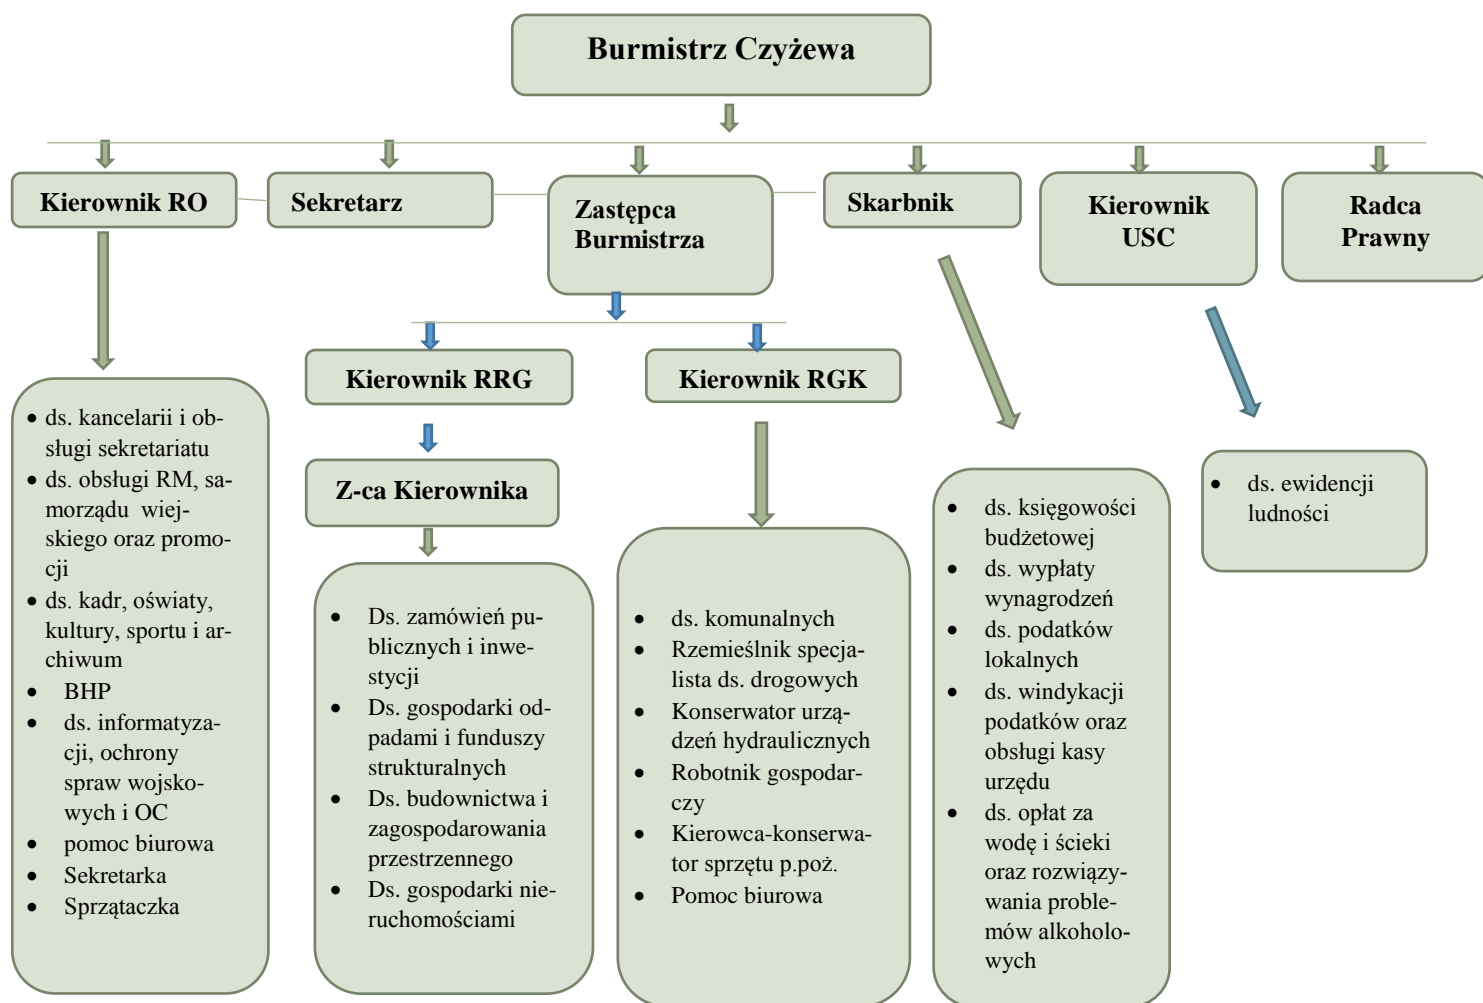 Burmistrz Czyżewa
Kierownik RO
Sekretarz
Zastępca
Burmistrza
Skarbnik
Kierownik
USC
Radca
Prawny
Kierownik RRG
Kierownik RGK
Z-ca Kierownika
• ds. kancelarii i ob-
sługi sekretariatu
• ds. obsługi RM, sa-
morządu wiej-
skiego oraz promo-
cji
• ds. kadr, oświaty,
kultury, sportu i ar-
chiwum
• BHP
• ds. informatyza-
cji, ochrony
spraw wojsko-
wych i OC
• pomoc biurowa
• Sekretarka
• Sprzątaczka
• Ds. zamówień pu-
blicznych i inwe-
stycji
• Ds. gospodarki od-
padami i funduszy
strukturalnych
• Ds. budownictwa i
zagospodarowania
przestrzennego
• Ds. gospodarki nie-
ruchomościami
• ds. komunalnych
• Rzemieślnik specja-
lista ds. drogowych
• Konserwator urzą-
dzeń hydraulicznych
• Robotnik gospodar-
czy
• Kierowca-konserwa-
tor sprzętu p.poż.
• Pomoc biurowa
• ds. księgowości
budżetowej
• ds. wypłaty
wynagrodzeń
• ds. podatków
lokalnych
• ds. windykacji
podatków oraz
obsługi kasy
urzędu
• ds. opłat za
wodę i ścieki
oraz rozwiązy-
wania proble-
mów alkoholo-
wych
• ds. ewidencji
ludności